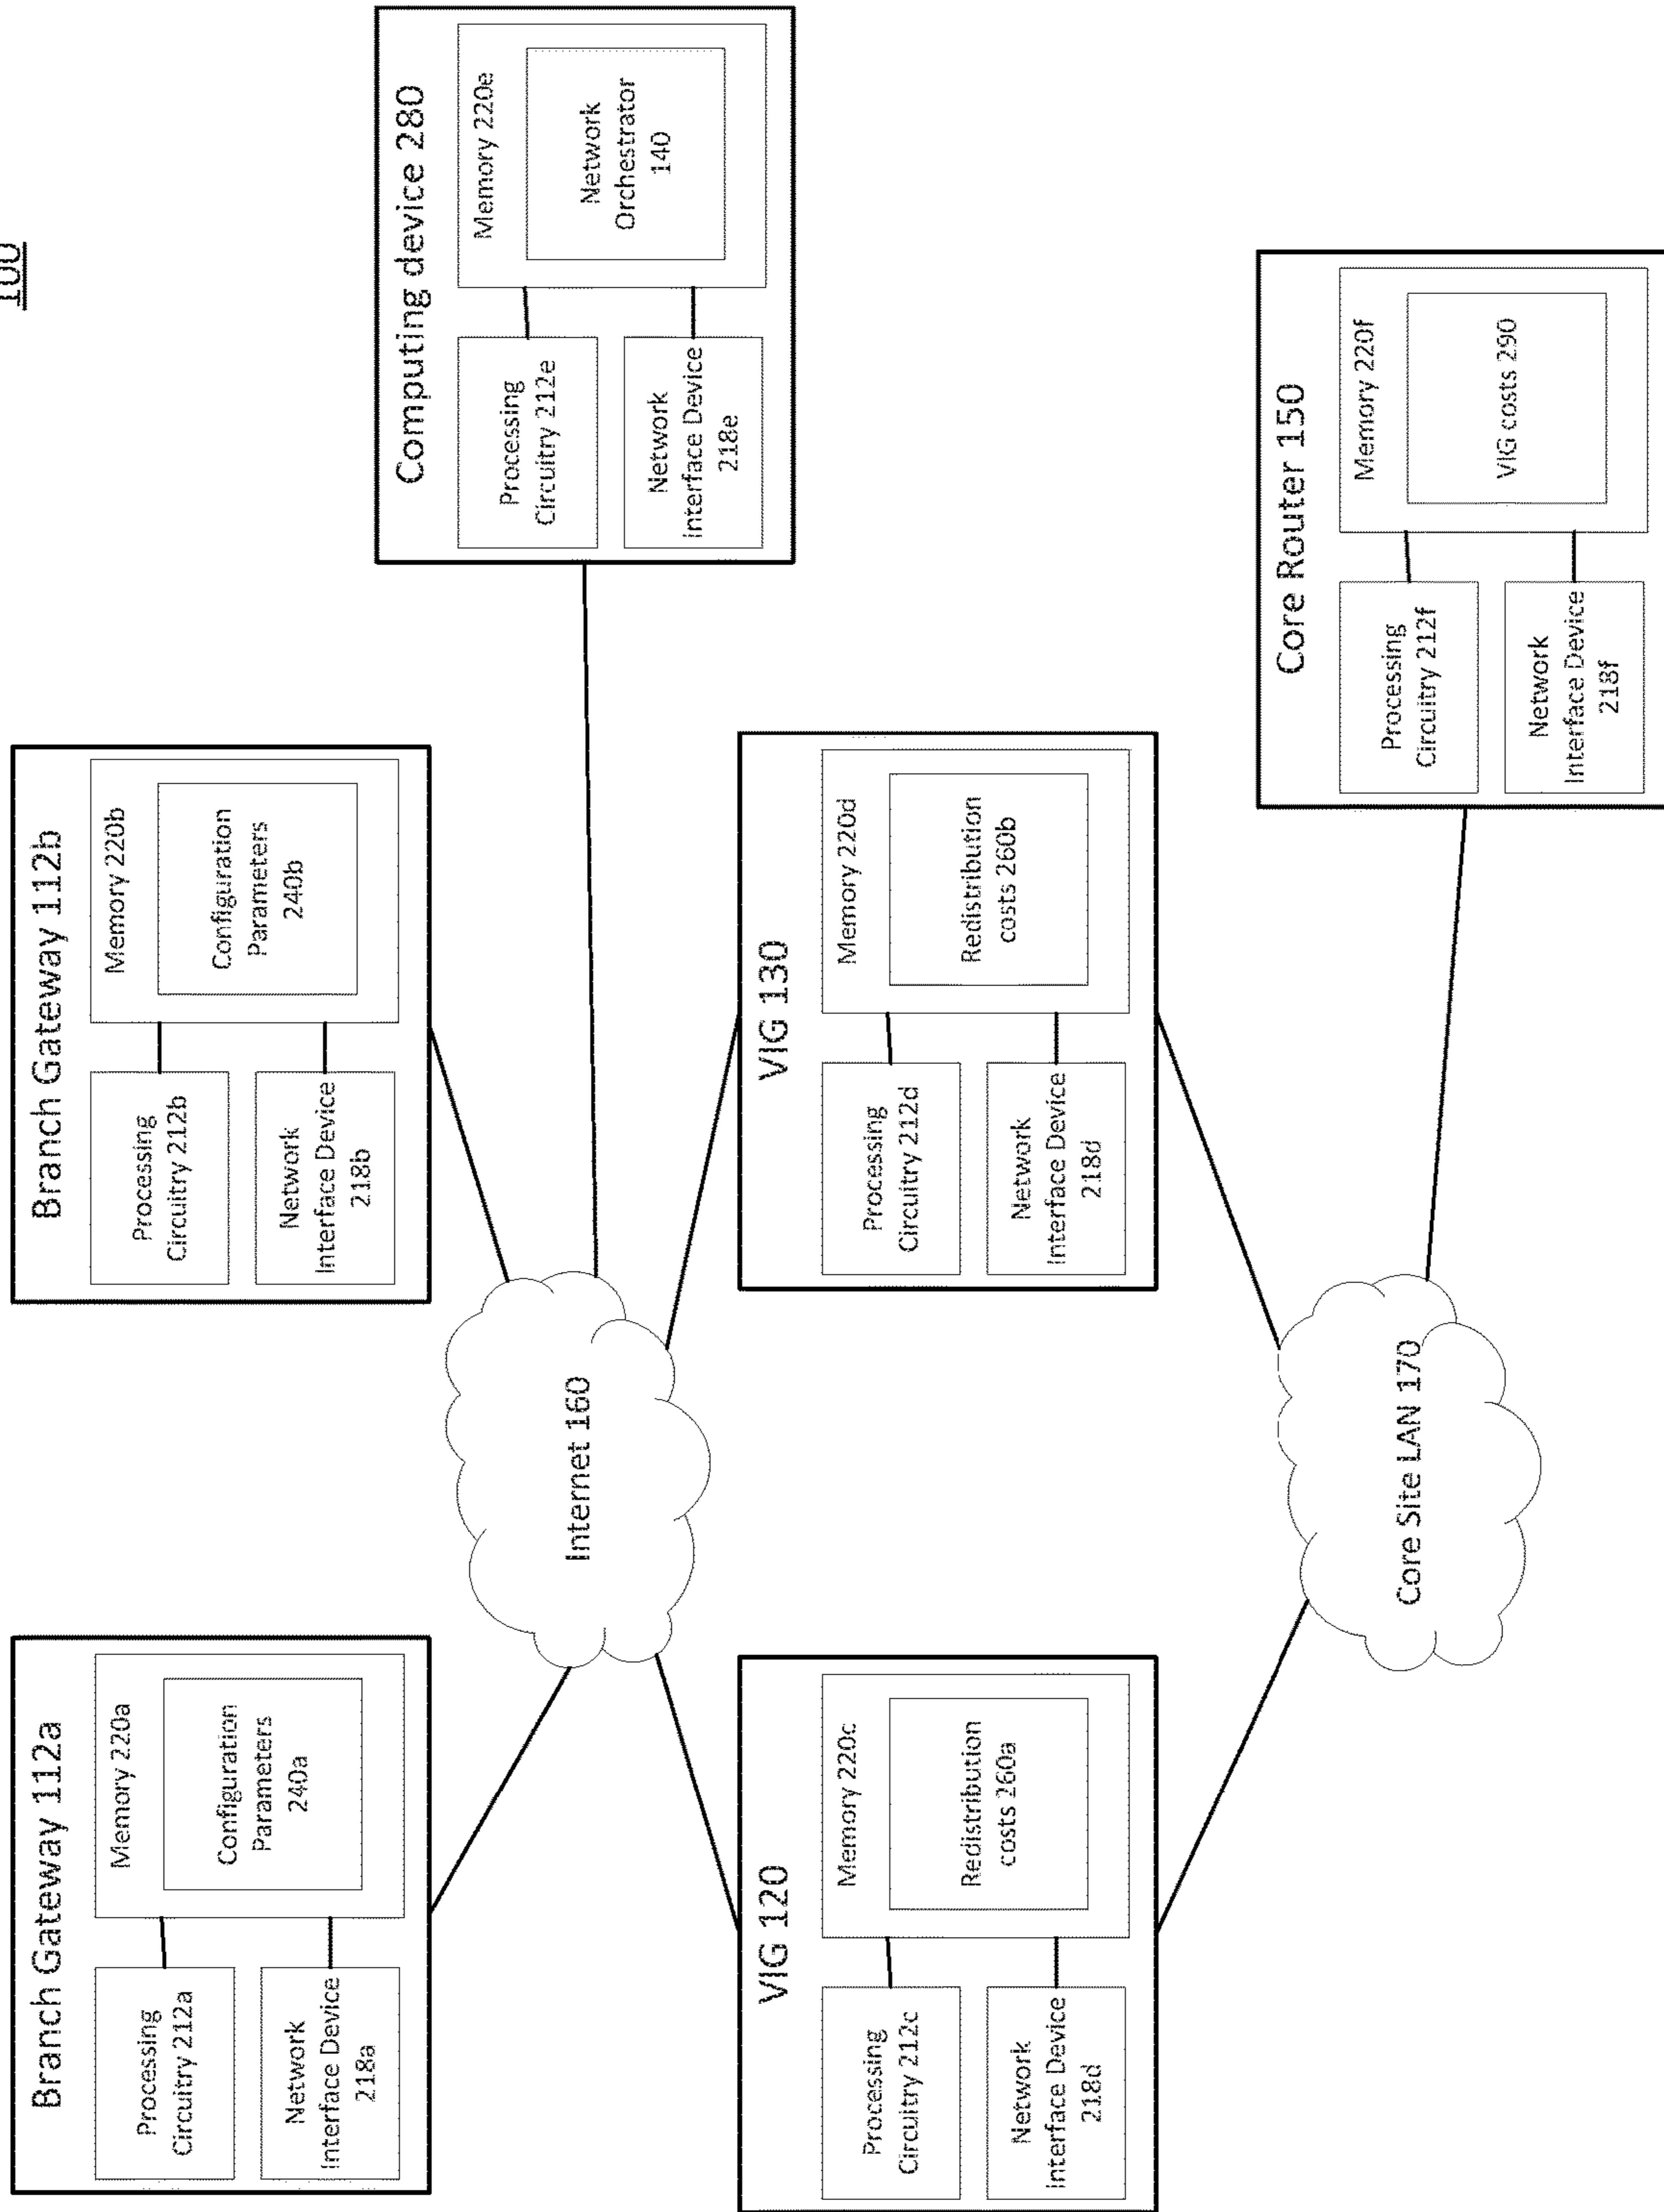 100
Branch Gateway 112a
Memory 220a
Configuration
Parameters
240a
Processing
Circuitry 212a
Network
Interface Device
218a
Branch Gateway 112b
Memory 220b
Configuration
Parameters
240b
Processing
Circuitry 212b
Network
Interface Device
218b
Computing device 280
Memory 220e
Network
Orchestrator
140
Processing
Circuitry 212e
Network
Interface Device
218e
Internet 160
VIG 120
Memory 220c
Redistribution
costs 260a
Processing
Circuitry 212c
Network
Interface Device
218d
VIG 130
Memory 220d
Redistribution
costs 260b
Processing
Circuitry 212d
Network
Interface Device
218d
Core Site LAN 170
Core Router 150
Memory 220f
VIG costs 290
Processing
Circuitry 212f
Network
Interface Device
218f